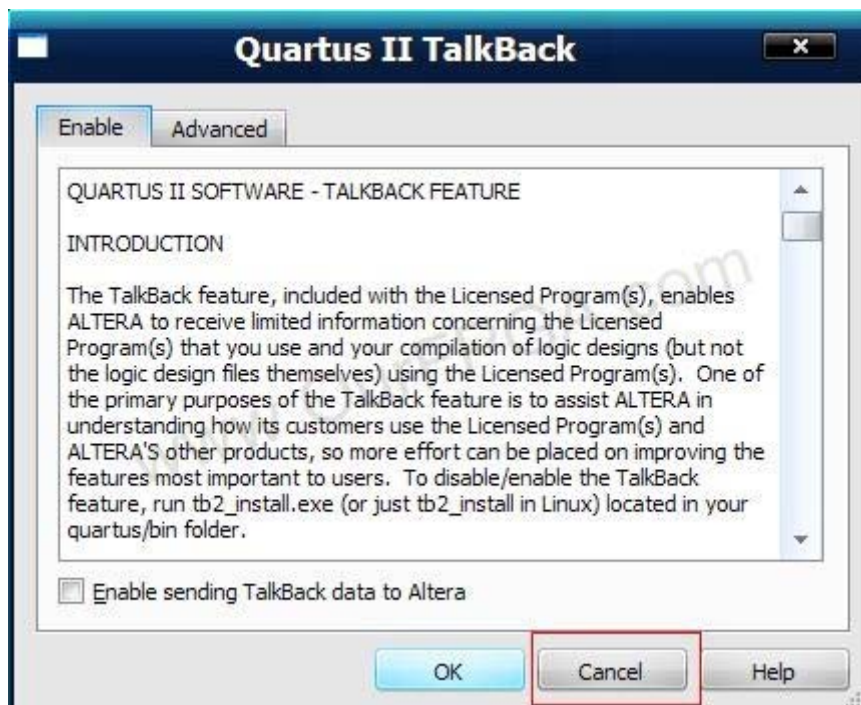 Quartus II TalkBack
Enable
Advanced
QUARTUS II SOFTWARE - TALKBACK FEATURE
INTRODUCTION
The TalkBack feature, included with the Licensed Program(s), enables
ALTERA to receive limited information concerning the Licensed
Program(s) that you use and your compilation of logic designs (but not
the logic design files themselves) using the Licensed Program(s).  One of
the primary purposes of the TalkBack feature is to assist ALTERA in
understanding how its customers use the Licensed Program(s) and
ALTERA'S other products, so more effort can be placed on improving the
features most important to users.  To disable/enable the TalkBack
feature, run tb2_install.exe (or just tb2_install in Linux) located in your
quartus/bin folder.
Enable sending TalkBack data to Altera
OK
Cancel
Help